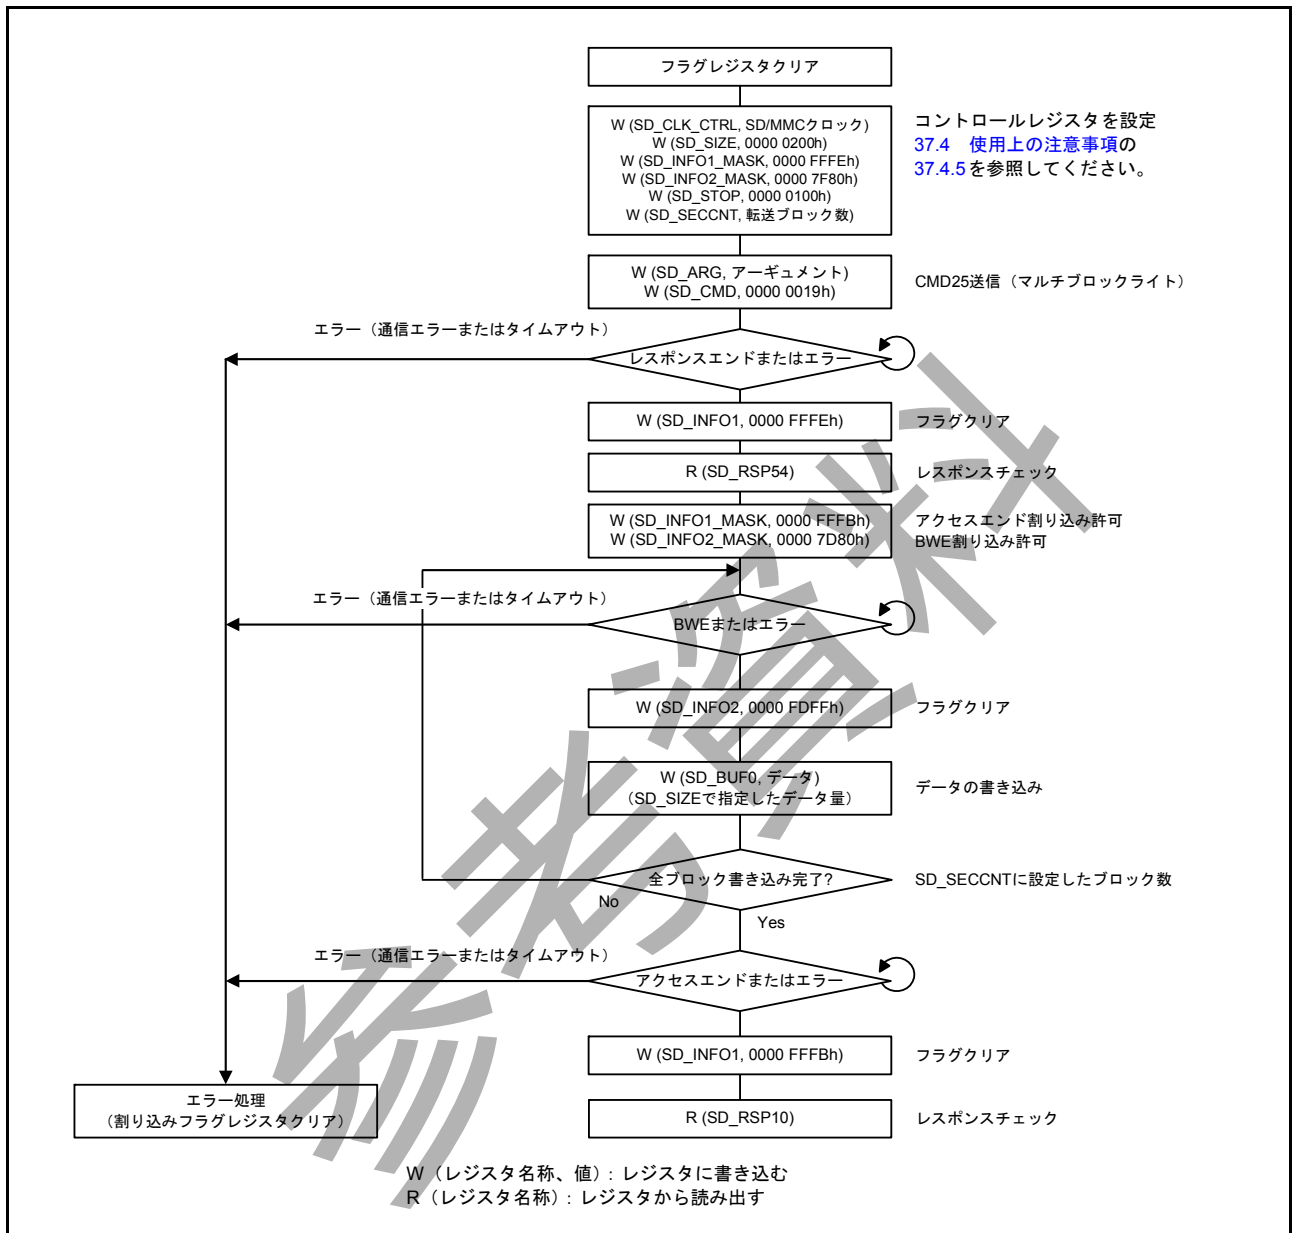 フラグレジスタクリア
W (SD_CLK_CTRL, SD/MMCクロック)
W (SD_SIZE, 0000 0200h)
W (SD_INFO1_MASK, 0000 FFFEh)
W (SD_INFO2_MASK, 0000 7F80h)
W (SD_STOP, 0000 0100h)
W (SD_SECCNT, 転送ブロック数)
コントロールレジスタを設定
37.4 使用上の注意事項の
37.4.5を参照してください。
W (SD_ARG, アーギュメント)
W (SD_CMD, 0000 0019h)
CMD25送信（マルチブロックライト）
エラー（通信エラーまたはタイムアウト）
レスポンスエンドまたはエラー
W (SD_INFO1, 0000 FFFEh)
フラグクリア
R (SD_RSP54)
レスポンスチェック
W (SD_INFO1_MASK, 0000 FFFBh)
W (SD_INFO2_MASK, 0000 7D80h)
アクセスエンド割り込み許可
BWE割り込み許可
エラー（通信エラーまたはタイムアウト）
BWEまたはエラー
W (SD_INFO2, 0000 FDFFh)
フラグクリア
W (SD_BUF0, データ)
（SD_SIZEで指定したデータ量）
データの書き込み
全ブロック書き込み完了?
SD_SECCNTに設定したブロック数
No
Yes
エラー（通信エラーまたはタイムアウト）
アクセスエンドまたはエラー
W (SD_INFO1, 0000 FFFBh)
フラグクリア
エラー処理
（割り込みフラグレジスタクリア）
R (SD_RSP10)
レスポンスチェック
W（レジスタ名称、値）: レジスタに書き込む
R（レジスタ名称）: レジスタから読み出す
参考資料